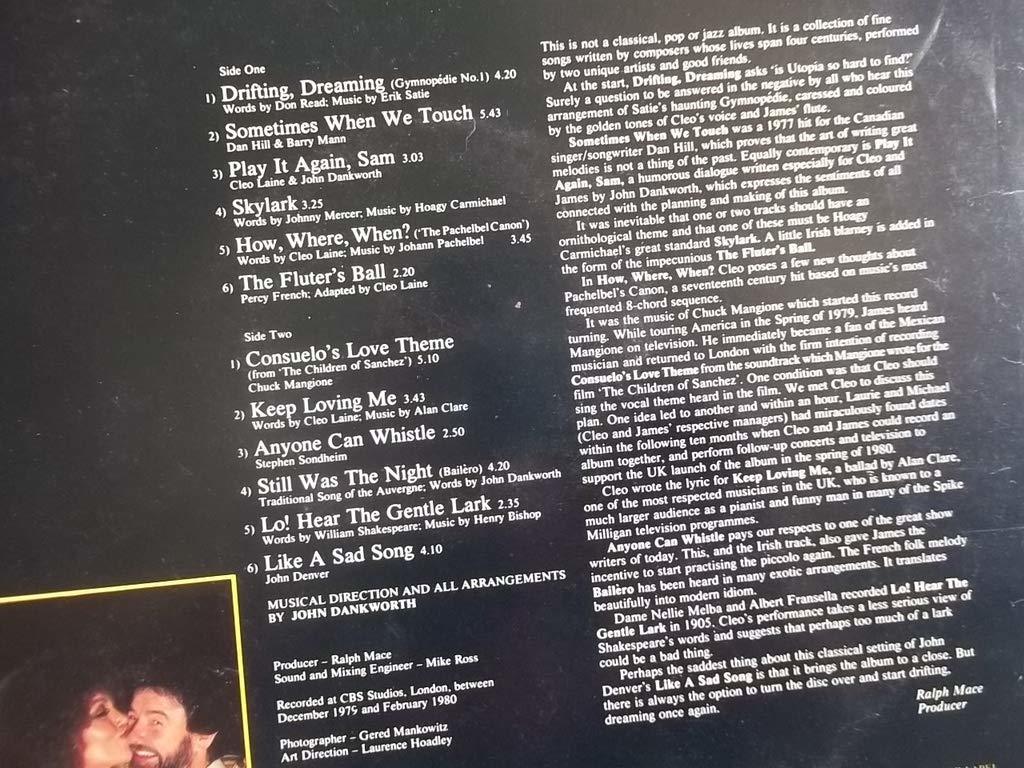 Side One
1) Drifting, Dreaming (Gymnopédie No.1) 4.20
Words by Don Read; Music by Erik Satie
2) Sometimes When We Touch 5.43
Dan Hill & Barry Mann
3) Play It Again, Sam 3.03
Cleo Laine & John Dankworth
4) Skylark 3.25
Words by Johnny Mercer; Music by Hoagy Carmichael
5) How, Where, When? ('The Pachelbel Canon')
Words by Cleo Laine; Music by Johann Pachelbel 3.45
6) The Fluter's Ball 2.20
Percy French; Adapted by Cleo Laine
Side Two
1) Consuelo's Love Theme
(from 'The Children of Sanchez') 5.10
Chuck Mangione
2) Keep Loving Me 3.43
Words by Cleo Laine; Music by Alan Clare
3) Anyone Can Whistle 2.50
Stephen Sondheim
4) Still Was The Night (Bailèro) 4.20
Traditional Song of the Auvergne; Words by John Dankworth
5) Lo! Hear The Gentle Lark 2.35
Words by William Shakespeare; Music by Henry Bishop
6) Like A Sad Song 4.10
John Denver
MUSICAL DIRECTION AND ALL ARRANGEMENTS
BY JOHN DANKWORTH
Producer – Ralph Mace
Sound and Mixing Engineer – Mike Ross
Recorded at CBS Studios, London, between
December 1979 and February 1980
Photographer – Gered Mankowitz
Art Direction – Laurence Hoadley
This is not a classical, pop or jazz album. It is a collection of fine
songs written by composers whose lives span four centuries, performed
by two unique artists and good friends.
At the start, Drifting, Dreaming asks 'is Utopia so hard to find?'
Surely a question to be answered in the negative by all who hear this
arrangement of Satie's haunting Gymnopédie, caressed and coloured
by the golden tones of Cleo's voice and James' flute.
Sometimes When We Touch was a 1977 hit for the Canadian
singer/songwriter Dan Hill, which proves that the art of writing great
melodies is not a thing of the past. Equally contemporary is Play It
Again, Sam, a humorous dialogue written especially for Cleo and
James by John Dankworth, which expresses the sentiments of all
connected with the planning and making of this album.
It was inevitable that one or two tracks should have an
ornithological theme and that one of these must be Hoagy
Carmichael's great standard Skylark. A little Irish blarney is added in
the form of the impecunious The Fluter's Ball.
In How, Where, When? Cleo poses a few new thoughts about
Pachelbel's Canon, a seventeenth century hit based on music's most
frequented 8-chord sequence.
It was the music of Chuck Mangione which started this record
turning. While touring America in the Spring of 1979, James heard
Mangione on television. He immediately became a fan of the Mexican
musician and returned to London with the firm intention of recording
Consuelo's Love Theme from the soundtrack which Mangione wrote for the
film 'The Children of Sanchez'. One condition was that Cleo should
sing the vocal theme heard in the film. We met Cleo to discuss this
plan. One idea led to another and within an hour, Laurie and Michael
(Cleo and James' respective managers) had miraculously found dates
within the following ten months when Cleo and James could record an
album together, and perform follow-up concerts and television to
support the UK launch of the album in the spring of 1980.
Cleo wrote the lyric for Keep Loving Me, a ballad by Alan Clare,
one of the most respected musicians in the UK, who is known to a
much larger audience as a pianist and funny man in many of the Spike
Milligan television programmes.
Anyone Can Whistle pays our respects to one of the great show
writers of today. This, and the Irish track, also gave James the
incentive to start practising the piccolo again. The French folk melody
Bailèro has been heard in many exotic arrangements. It translates
beautifully into modern idiom.
Dame Nellie Melba and Albert Fransella recorded Lo! Hear The
Gentle Lark in 1905. Cleo's performance takes a less serious view of
Shakespeare's words and suggests that perhaps too much of a lark
could be a bad thing.
Perhaps the saddest thing about this classical setting of John
Denver's Like A Sad Song is that it brings the album to a close. But
there is always the option to turn the disc over and start drifting,
dreaming once again.
Ralph Mace
Producer